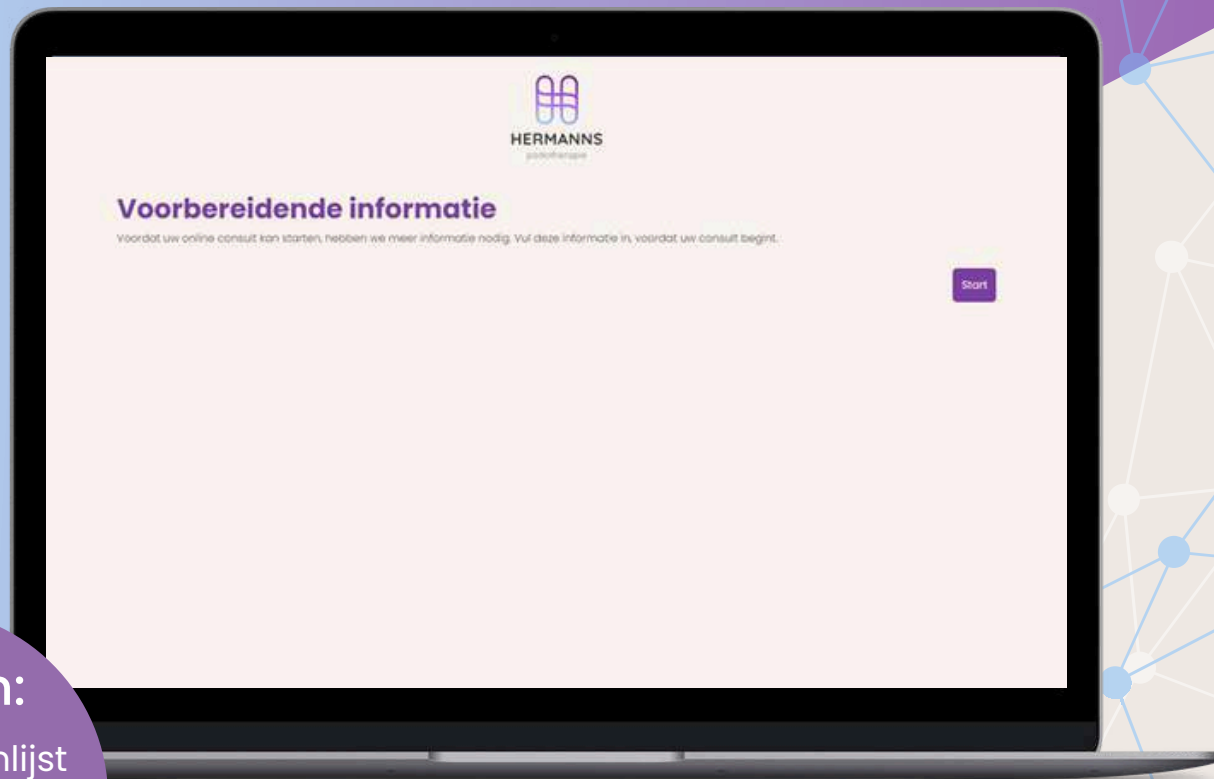 HERMANNS
podotherapie
Voorbereidende informatie
Voordat uw online consult kan starten, hebben we meer informatie nodig. Vul deze informatie in, voordat uw consult begint.
Start
n:
nlijst